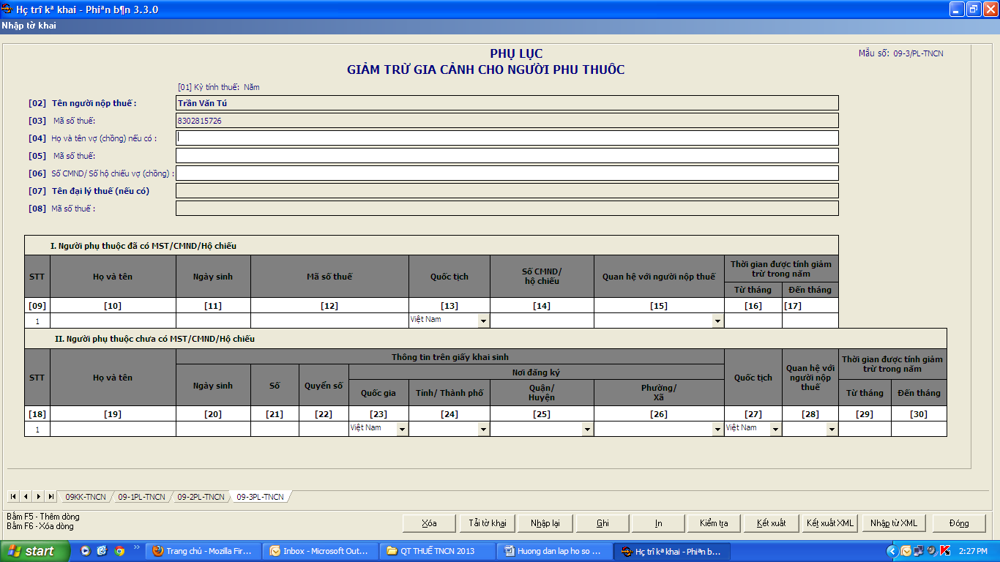 Hç trî kª khai - Phiªn b¶n 3.3.0
Nhập tờ khai
PHỤ LỤC
Mẫu số: 09-3/PL-TNCN
GIẢM TRỪ GIA CẢNH CHO NGƯỜI PHU THUÔC
[01] Kỳ tính thuế: Năm
[02] Tên người nộp thuế : Trần Văn Tú
[03] Mã số thuế: 8302815726
[04] Họ và tên vợ (chồng) nếu có :
[05] Mã số thuế:
[06] Số CMND/ Số hộ chiếu vợ (chồng) :
[07] Tên đại lý thuế (nếu có)
[08] Mã số thuế :
I. Người phụ thuộc đã có MST/CMND/Hộ chiếu
STT Họ và tên Ngày sinh Mã số thuế Quốc tịch Số CMND/ hộ chiếu Quan hệ với người nộp thuế Thời gian được tính giảm trừ trong năm
Từ tháng Đến tháng
[09] [10] [11] [12] [13] [14] [15] [16] [17]
1 Việt Nam
II. Người phụ thuộc chưa có MST/CMND/Hộ chiếu
STT Họ và tên Thông tin trên giấy khai sinh Quốc tịch Quan hệ với người nộp thuế Thời gian được tính giảm trừ trong năm
Ngày sinh Số Quyển số Nơi đăng ký
Quốc gia Tỉnh/ Thành phố Quận/ Huyện Phường/ Xã Từ tháng Đến tháng
[18] [19] [20] [21] [22] [23] [24] [25] [26] [27] [28] [29] [30]
1 Việt Nam Việt Nam
09KK-TNCN 09-1PL-TNCN 09-2PL-TNCN 09-3PL-TNCN
Bấm F5 - Thêm dòng
Bấm F6 - Xóa dòng
Xóa Tải tờ khai Nhập lại Ghi In Kiểm tra Kết xuất Kết xuất XML Nhập từ XML Đóng
start Trang chủ - Mozilla Fir... Inbox - Microsoft Out... QT THUẾ TNCN 2013 Huong dan lap ho so ... Hç trî kª khai - Phiªn b... 2:27 PM